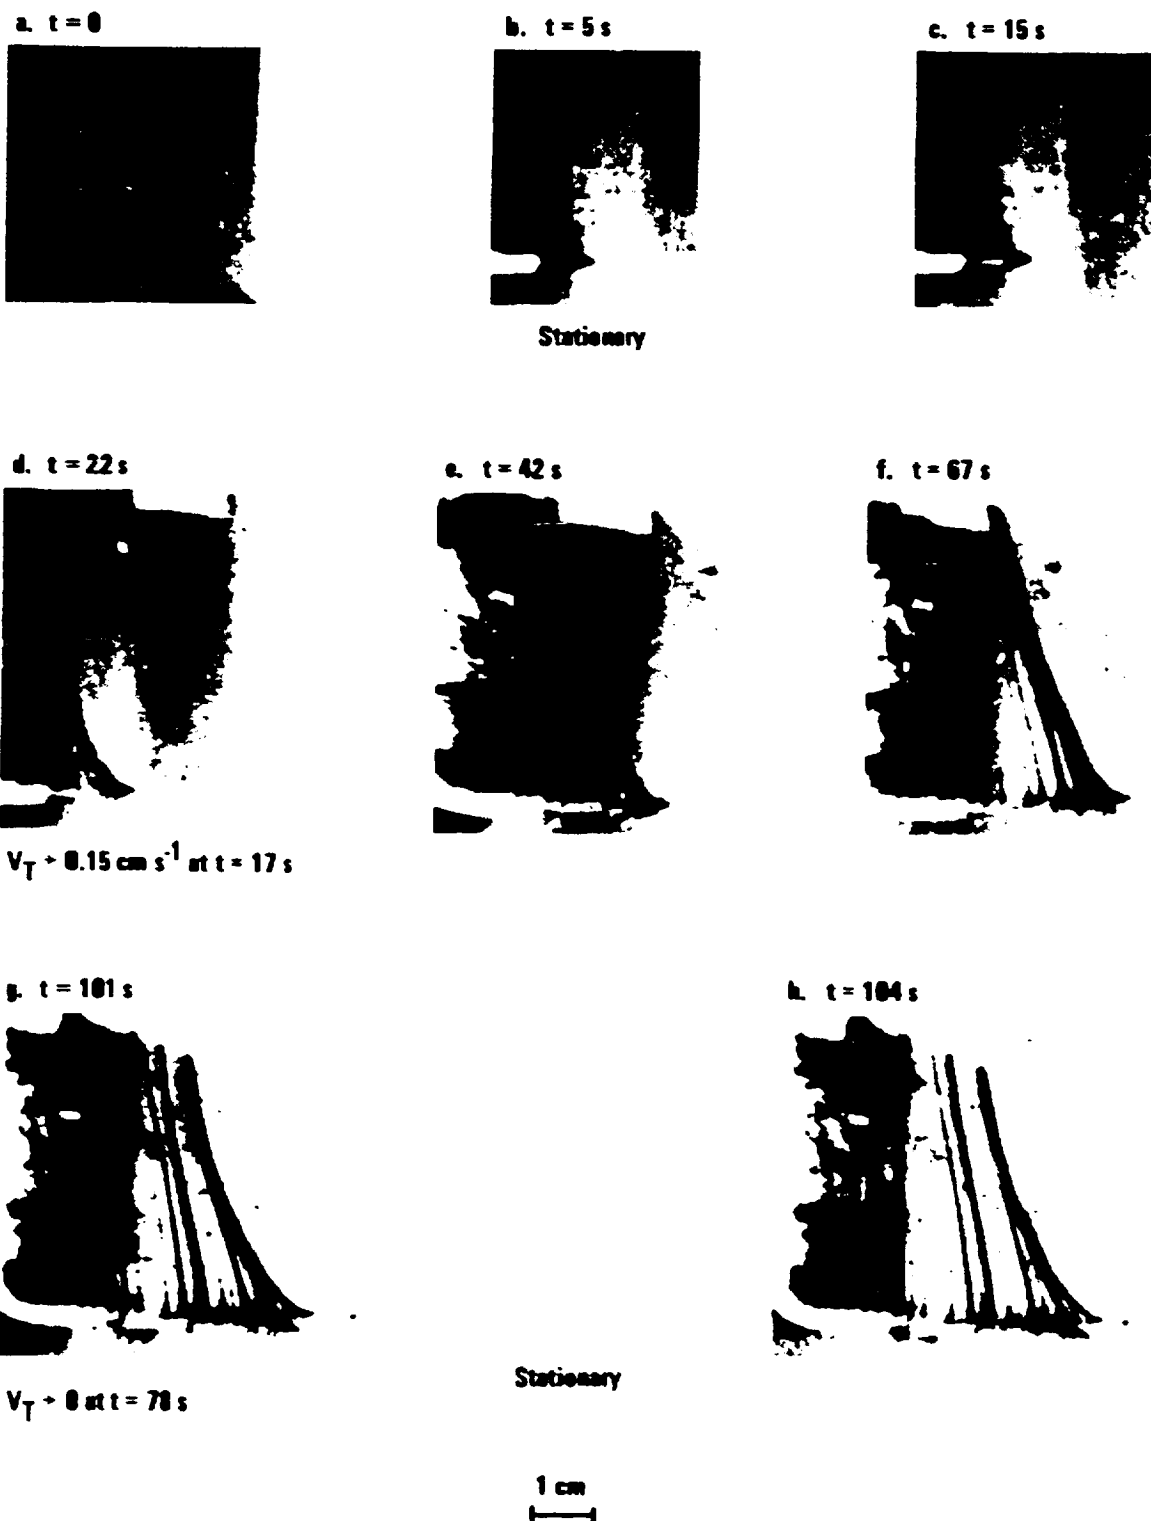 a. t = 0
b. t = 5 s
c. t = 15 s
Stationary
d. t = 22 s
e. t = 42 s
f. t = 67 s
V_T → 0.15 cm s⁻¹ at t = 17 s
g. t = 101 s
h. t = 104 s
Stationary
V_T → 0 at t = 78 s
1 cm